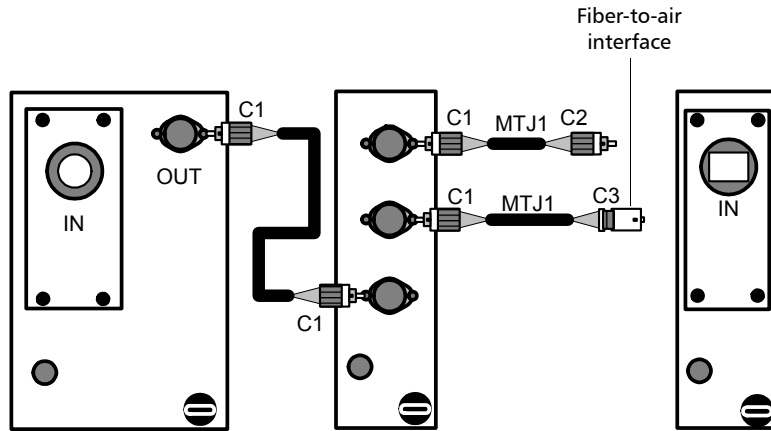 Fiber-to-air
interface
C1
C1
MTJ1
C2
OUT
IN
C1
MTJ1
C3
IN
C1